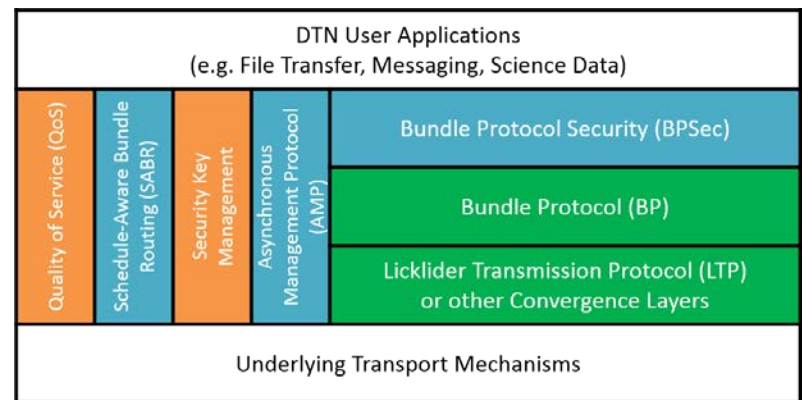 DTN User Applications
(e.g. File Transfer, Messaging, Science Data)
Quality of Service (QoS)
Schedule-Aware Bundle
Routing (SABR)
Security Key
Management
Asynchronous
Management Protocol
(AMP)
Bundle Protocol Security (BPSec)
Bundle Protocol (BP)
Licklider Transmission Protocol (LTP)
or other Convergence Layers
Underlying Transport Mechanisms